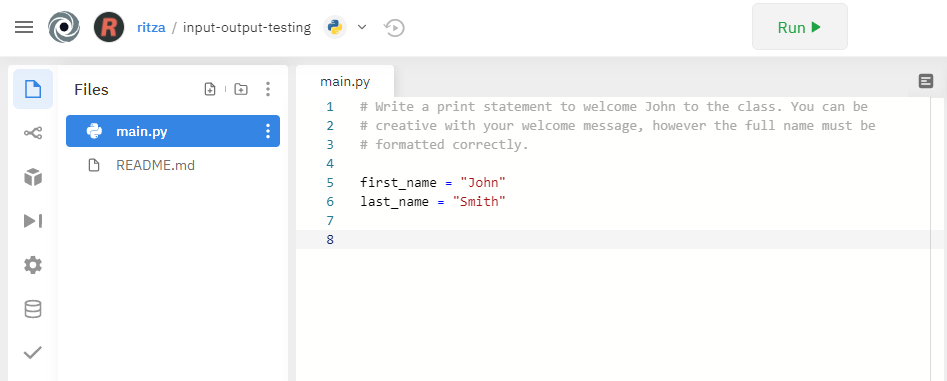 R ritza / input-output-testing
Run
Files
main.py
README.md
main.py
1 # Write a print statement to welcome John to the class. You can be
2 # creative with your welcome message, however the full name must be
3 # formatted correctly.
4
5 first_name = "John"
6 last_name = "Smith"
7
8